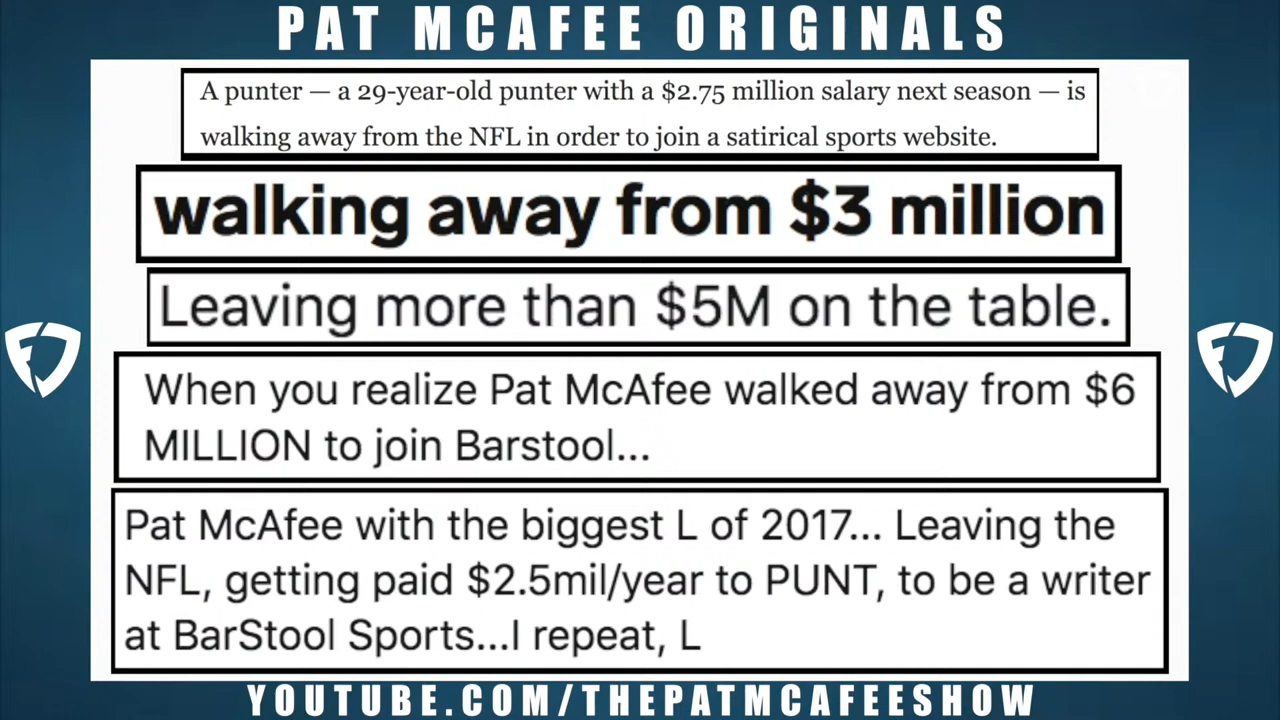 PAT MCAFEE ORIGINALS
A punter — a 29-year-old punter with a $2.75 million salary next season — is
walking away from the NFL in order to join a satirical sports website.
walking away from $3 million
Leaving more than $5M on the table.
When you realize Pat McAfee walked away from $6
MILLION to join Barstool...
Pat McAfee with the biggest L of 2017... Leaving the
NFL, getting paid $2.5mil/year to PUNT, to be a writer
at BarStool Sports...I repeat, L
YOUTUBE.COM/THEPATMCAFEESHOW